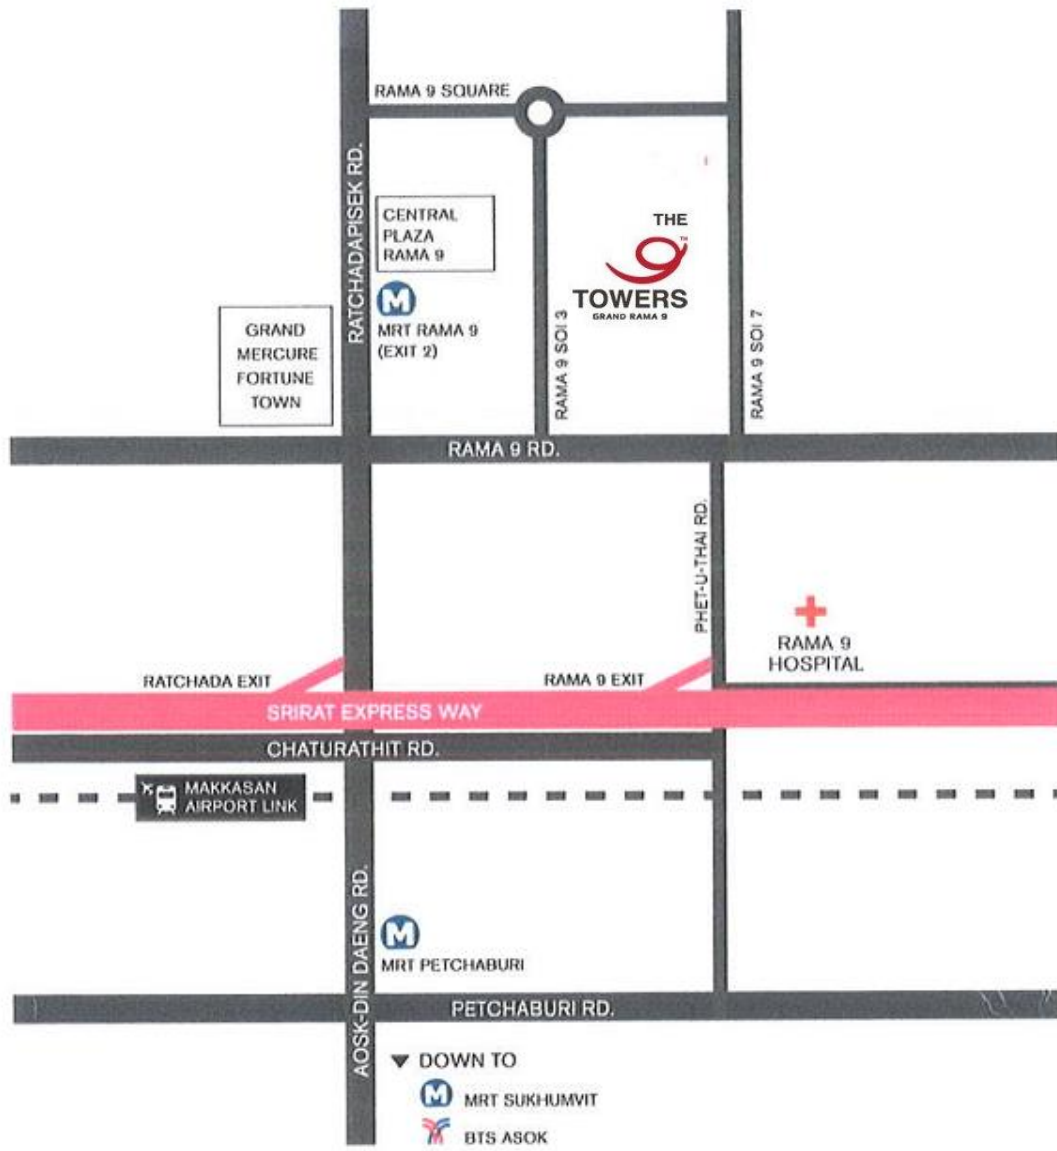 RAMA 9 SQUARE
RATCHADAPISEK RD.
CENTRAL
PLAZA
RAMA 9
THE
9
TM
TOWERS
GRAND RAMA 9
M
MRT RAMA 9
(EXIT 2)
GRAND
MERCURE
FORTUNE
TOWN
RAMA 9 SOI 3
RAMA 9 SOI 7
RAMA 9 RD.
PHET-U-THAI RD.
RAMA 9
HOSPITAL
RATCHADA EXIT
RAMA 9 EXIT
SRIRAT EXPRESS WAY
CHATURATHIT RD.
MAKKASAN
AIRPORT LINK
AOSK-DIN DAENG RD.
M
MRT PETCHABURI
PETCHABURI RD.
DOWN TO
M
MRT SUKHUMVIT
BTS ASOK